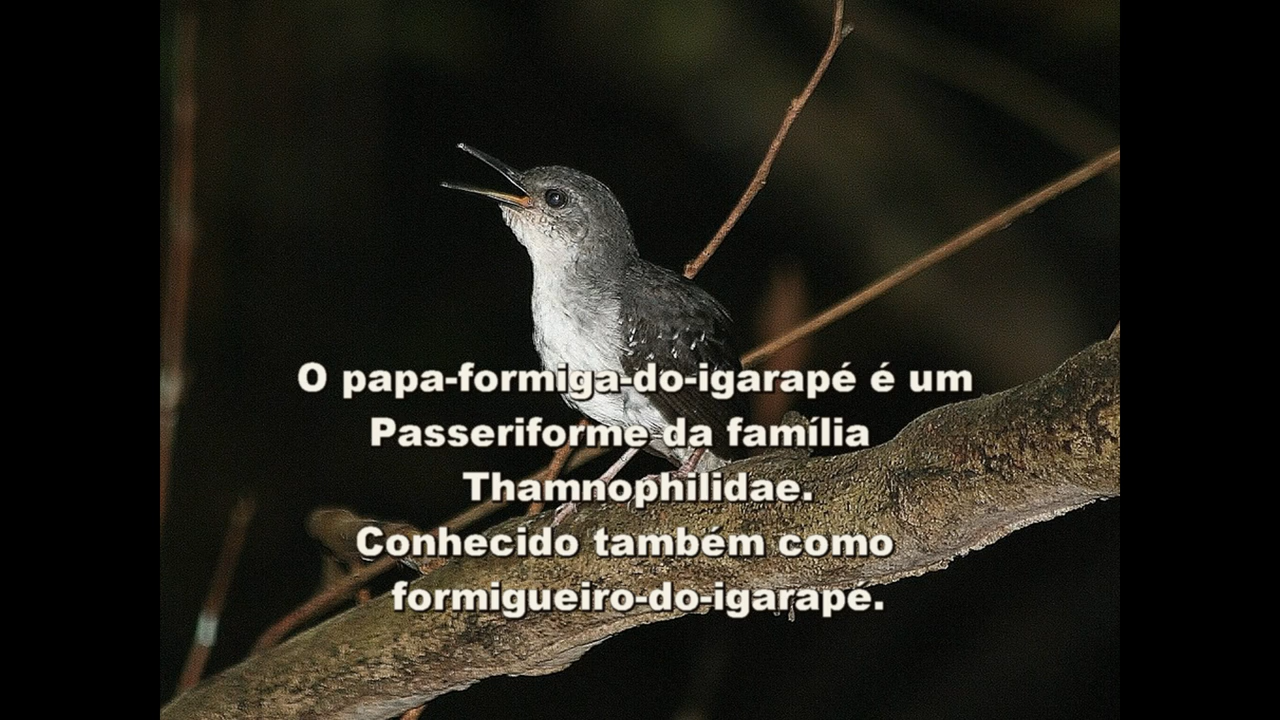 O papa-formiga-do-igarapé é um
Passeriforme da família
Thamnophilidae.
Conhecido também como
formigueiro-do-igarapé.